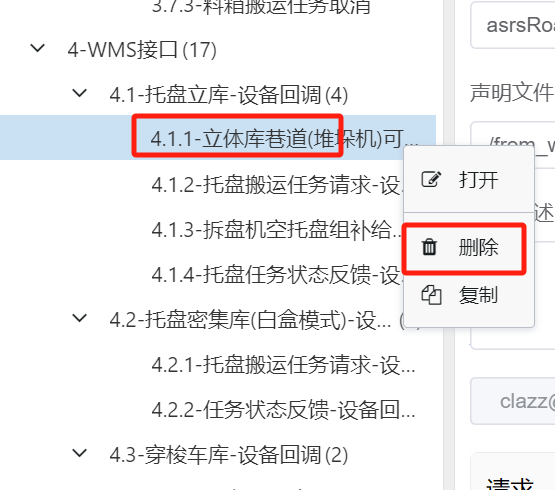 3.7.3-料箱搬运任务取消
asrsRoa
4-WMS接口(17)
4.1-托盘立库-设备回调(4)
声明文件
4.1.1-立体库巷道(堆垛机)可...
/from_w
打开
4.1.2-托盘搬运任务请求-设...
述
4.1.3-拆盘机空托盘组补给...
删除
4.1.4-托盘任务状态反馈-设...
复制
4.2-托盘密集库(白盒模式)-设... (
4.2.1-托盘搬运任务请求-设...
4.2.2-任务状态反馈-设备回...
clazz@
4.3-穿梭车库-设备回调(2)
请求